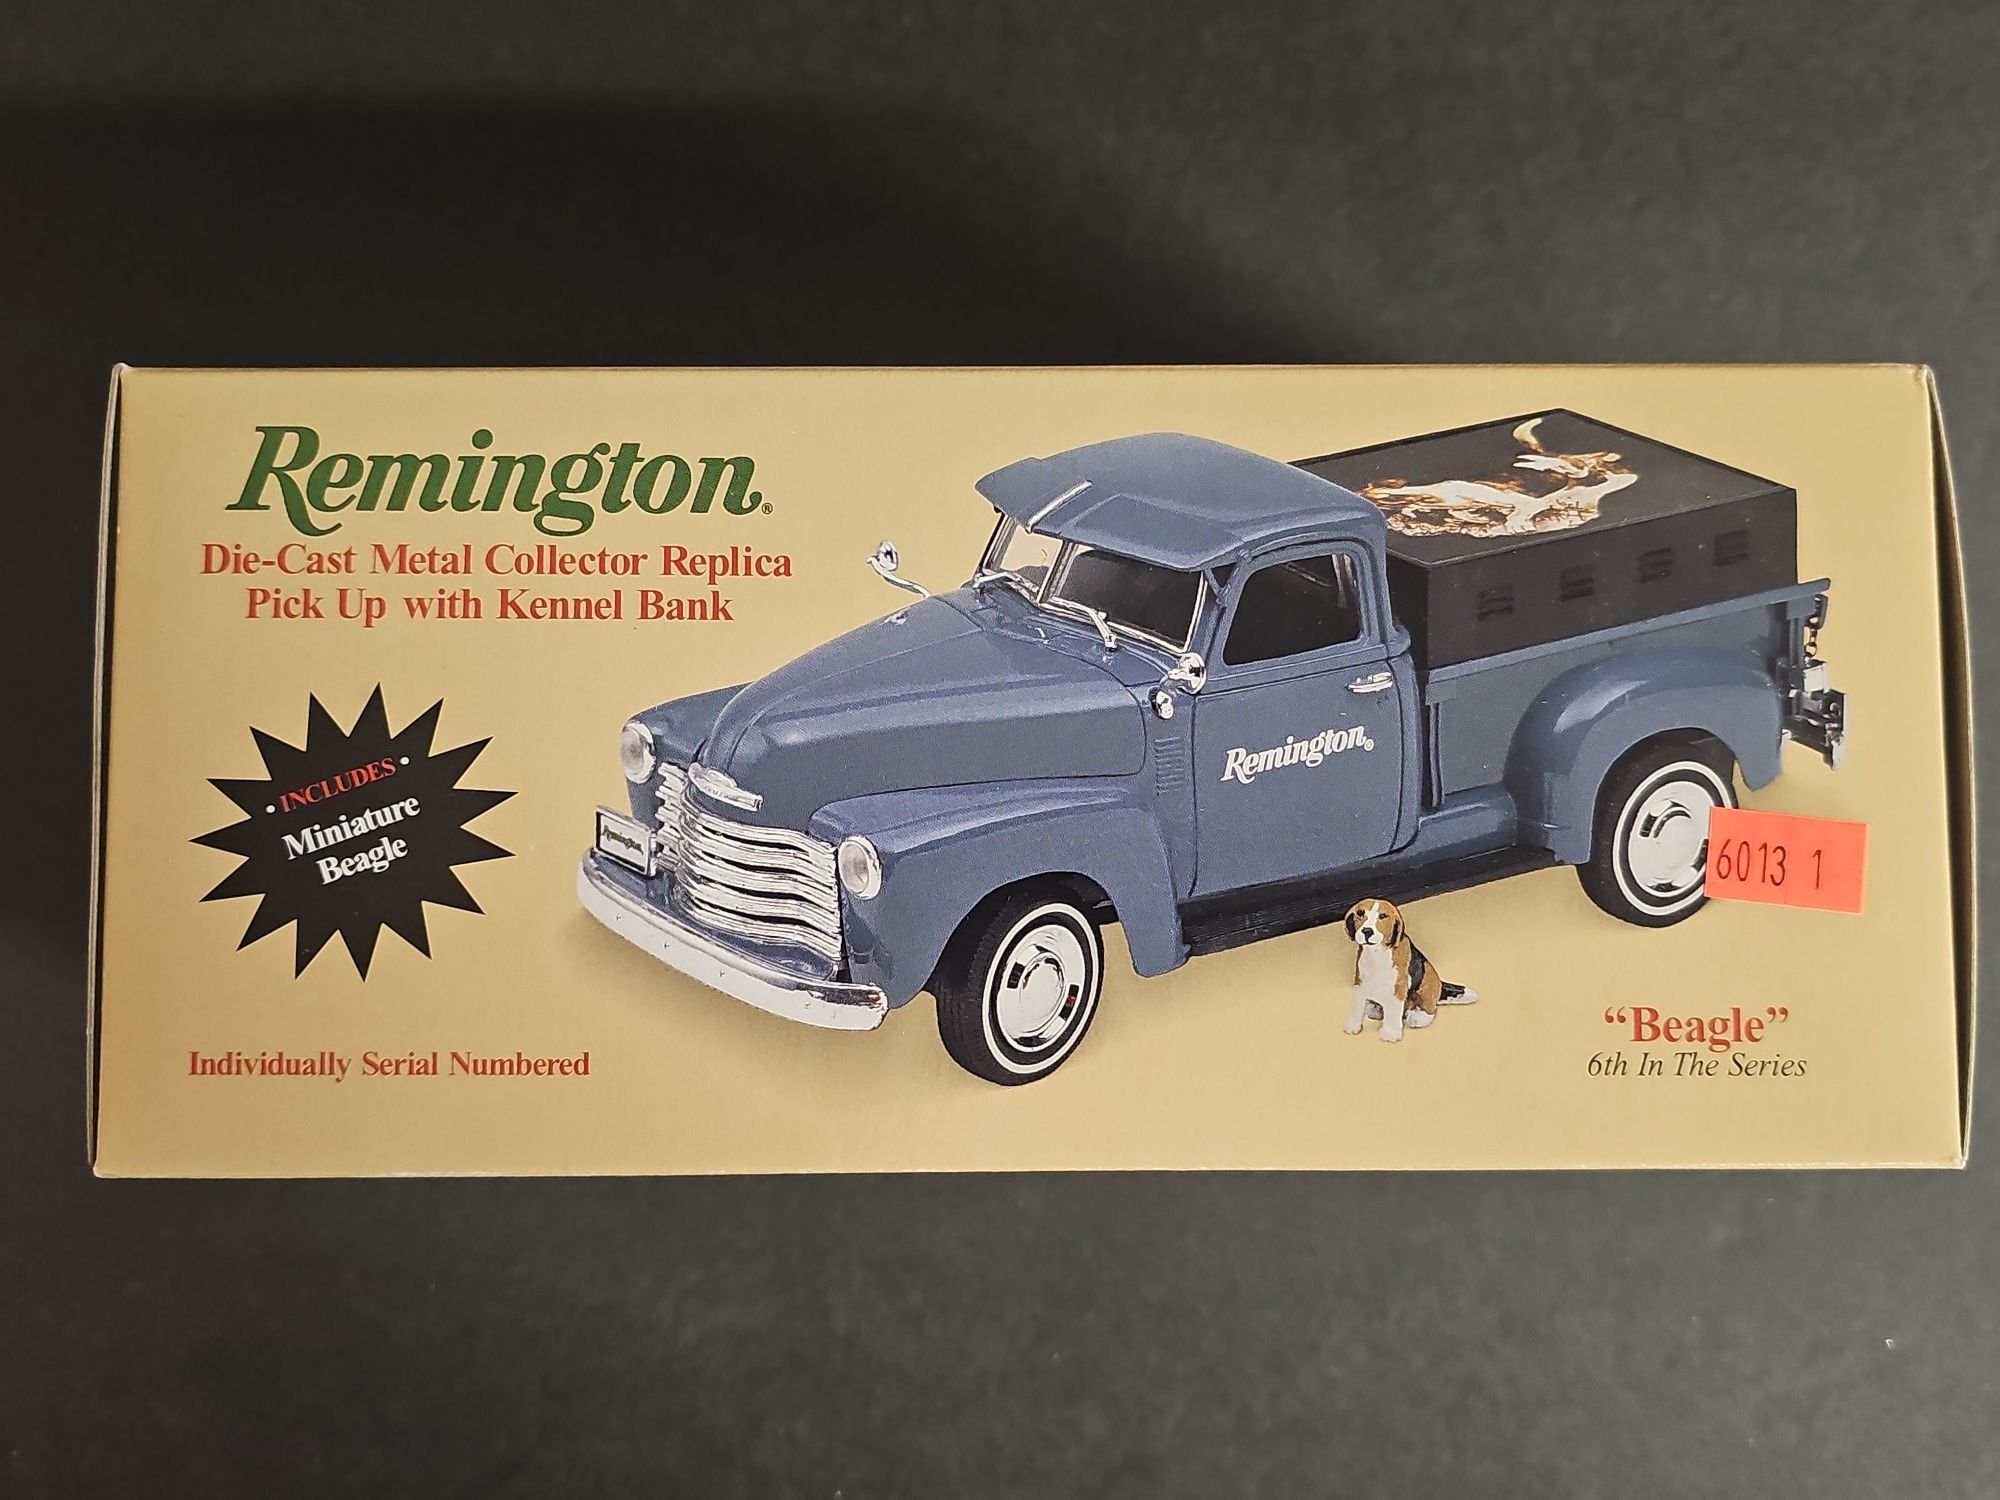 Remington®
Die-Cast Metal Collector Replica
Pick Up with Kennel Bank
• INCLUDES •
Miniature
Beagle
Remington
Remington®
6013 1
Individually Serial Numbered
“Beagle”
6th In The Series